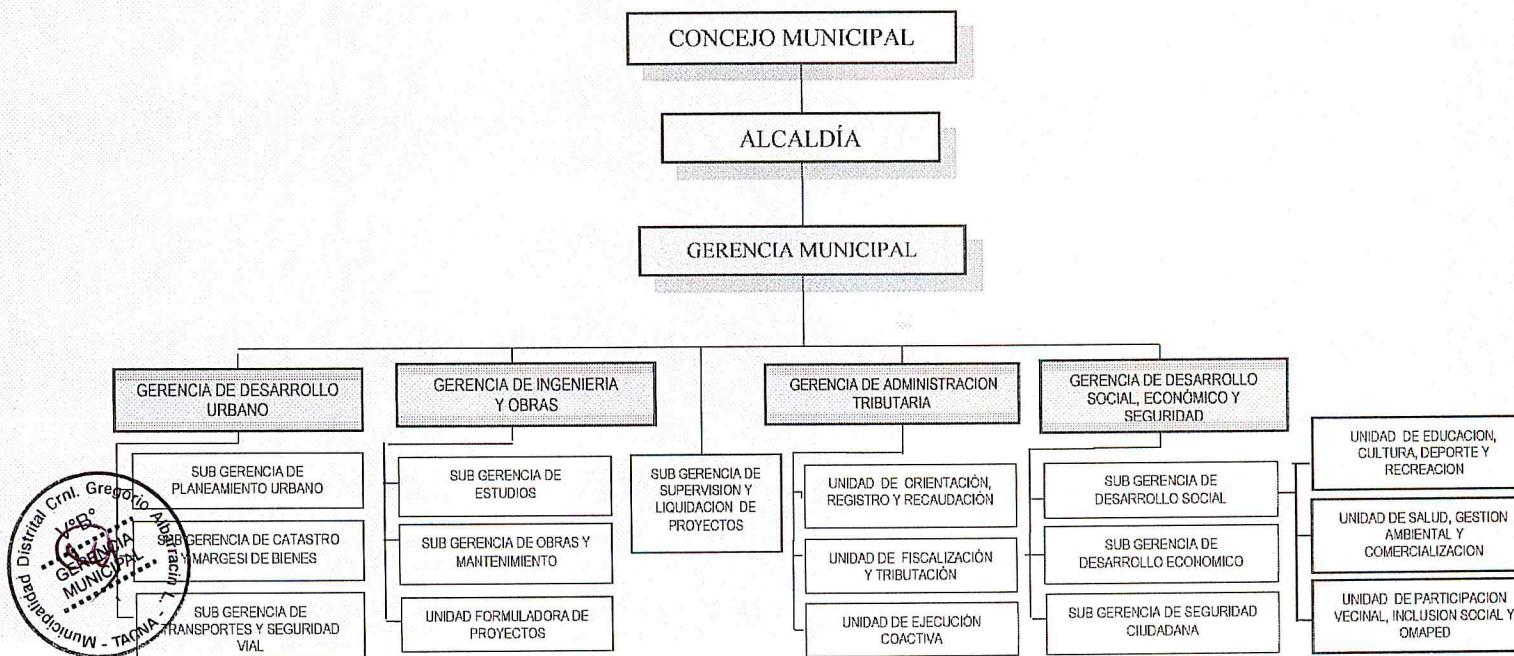 CONCEJO MUNICIPAL
ALCALDÍA
GERENCIA MUNICIPAL
GERENCIA DE DESARROLLO
URBANO
SUB GERENCIA DE
PLANEAMIENTO URBANO
SUB GERENCIA DE CATASTRO
Y MARGESI DE BIENES
SUB GERENCIA DE
TRANSPORTES Y SEGURIDAD
VIAL
GERENCIA DE INGENIERIA
Y OBRAS
SUB GERENCIA DE
ESTUDIOS
SUB GERENCIA DE OBRAS Y
MANTENIMIENTO
UNIDAD FORMULADORA DE
PROYECTOS
SUB GERENCIA DE
SUPERVISION Y
LIQUIDACION DE
PROYECTOS
GERENCIA DE ADMINISTRACION
TRIBUTARIA
UNIDAD DE ORIENTACIÓN,
REGISTRO Y RECAUDACIÓN
UNIDAD DE FISCALIZACIÓN
Y TRIBUTACIÓN
UNIDAD DE EJECUCIÓN
COACTIVA
GERENCIA DE DESARROLLO
SOCIAL, ECONÓMICO Y
SEGURIDAD
SUB GERENCIA DE
DESARROLLO SOCIAL
SUB GERENCIA DE
DESARROLLO ECONOMICO
SUB GERENCIA DE SEGURIDAD
CIUDADANA
UNIDAD DE EDUCACION,
CULTURA, DEPORTE Y
RECREACION
UNIDAD DE SALUD, GESTION
AMBIENTAL Y
COMERCIALIZACION
UNIDAD DE PARTICIPACION
VECINAL, INCLUSION SOCIAL Y
OMAPED
Municipalidad Distrital Crnl. Gregorio Albarracin L. - TACNA -
V°B°
GERENCIA
MUNICIPAL